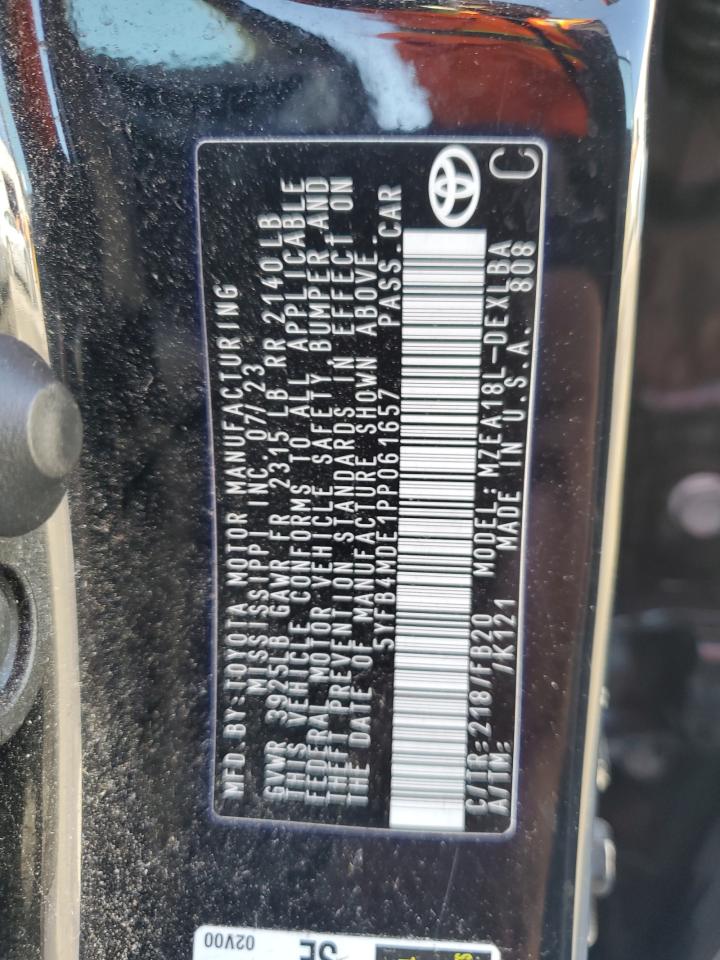 MFD.BY:TOYOTA MOTOR MANUFACTURING
MISSISSIPPI INC. 07/23
GVWR 3925LB GAWR FR 2315 LB RR 2140LB
THIS VEHICLE CONFORMS TO ALL APPLICABLE
FEDERAL MOTOR VEHICLE SAFETY, BUMPER,AND
THEFT PREVENTION STANDARDS IN EFFECT ON
THE DATE OF MANUFACTURE SHOWN ABOVE.
5YFB4MDE1PP061657 PASS.CAR
C/TR:218/FB20 MODEL:MZEA18L-DEXLBA
A/TM: /K121 MADE IN U.S.A. 808
C
02V00
SE